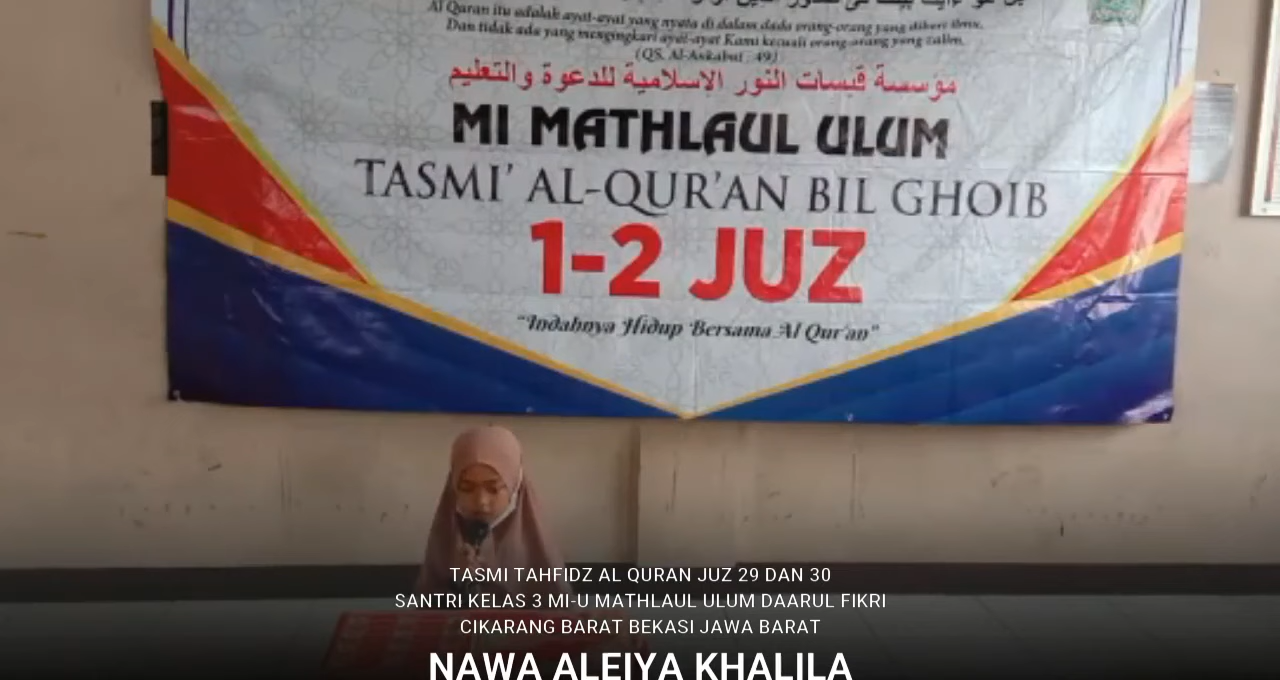 Al Quran itu adalah ayat-ayat yang nyata di dalam dada orang-orang yang diberi ilmu.
Dan tidak ada yang mengingkari ayat-ayat Kami kecuali orang-orang yang zalim.
(QS. Al-Ankabut : 49)
مؤسسة قبسات النور الإسلامية للدعوة والتعليم
MI MATHLAUL ULUM
TASMI' AL-QUR'AN BIL GHOIB
1-2 JUZ
"Indahnya Hidup Bersama Al Qur'an"
TASMI TAHFIDZ AL QURAN JUZ 29 DAN 30
SANTRI KELAS 3 MI-U MATHLAUL ULUM DAARUL FIKRI
CIKARANG BARAT BEKASI JAWA BARAT
NAWA ALEIYA KHALILA